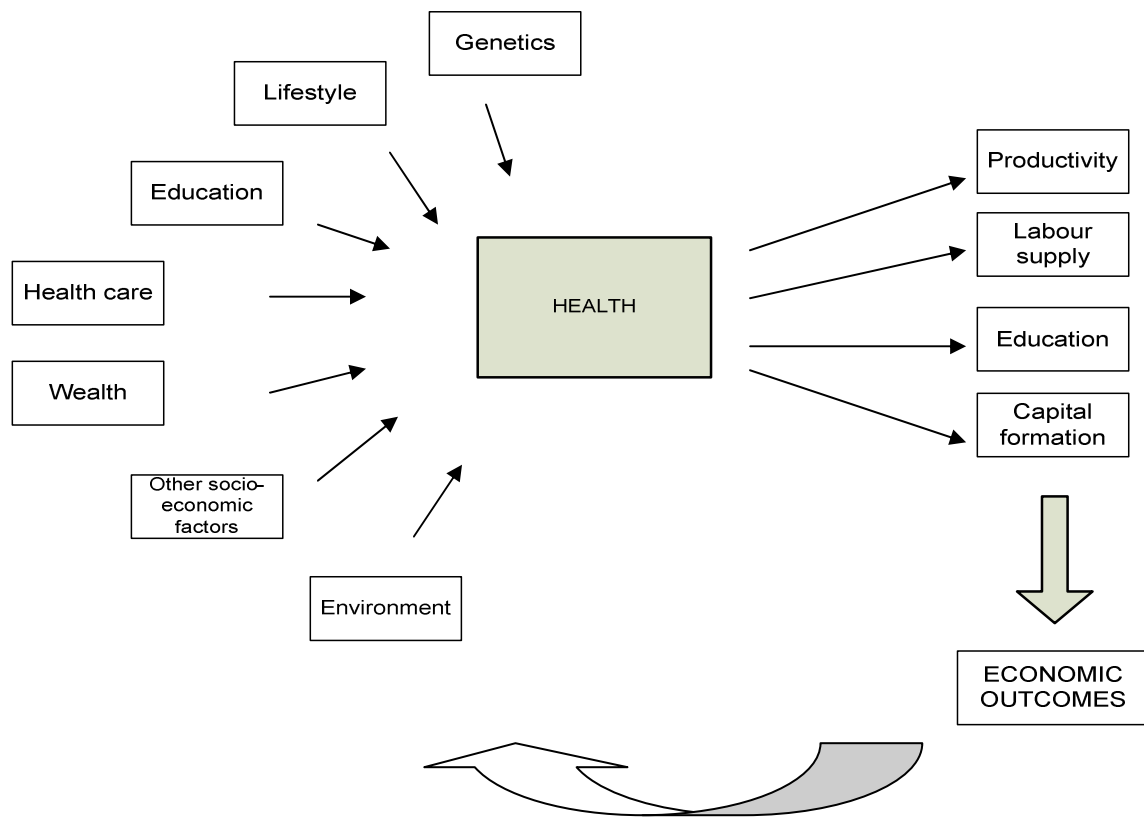 Genetics
Lifestyle
Education
Health care
Wealth
Other socio-
economic
factors
Environment
HEALTH
Productivity
Labour
supply
Education
Capital
formation
ECONOMIC
OUTCOMES